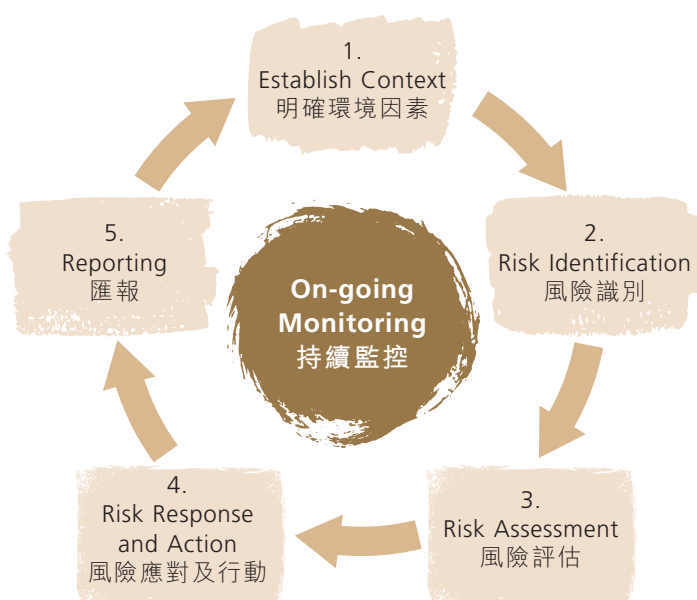 1.
Establish Context
明確環境因素
2.
Risk Identification
風險識別
3.
Risk Assessment
風險評估
4.
Risk Response
and Action
風險應對及行動
5.
Reporting
匯報
On-going
Monitoring
持續監控